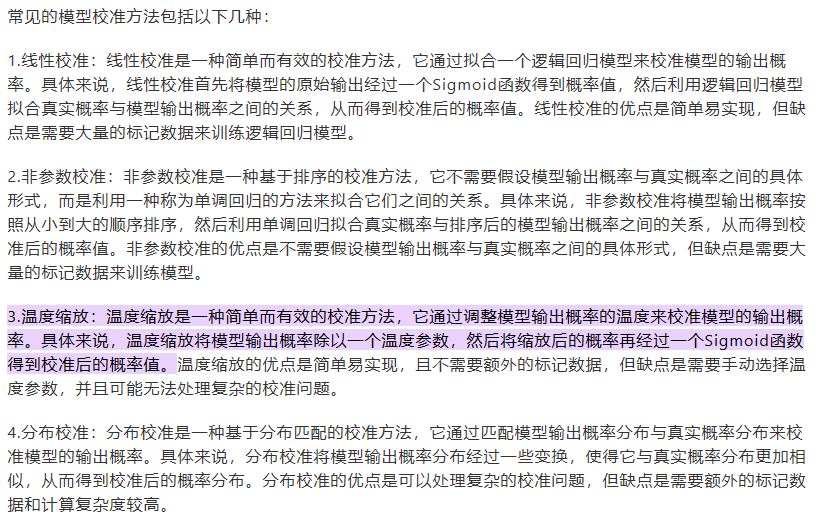 常见的模型校准方法包括以下几种：
1.线性校准：线性校准是一种简单而有效的校准方法，它通过拟合一个逻辑回归模型来校准模型的输出概
率。具体来说，线性校准首先将模型的原始输出经过一个Sigmoid函数得到概率值，然后利用逻辑回归模型
拟合真实概率与模型输出概率之间的关系，从而得到校准后的概率值。线性校准的优点是简单易实现，但缺
点是需要大量的标记数据来训练逻辑回归模型。
2.非参数校准：非参数校准是一种基于排序的校准方法，它不需要假设模型输出概率与真实概率之间的具体
形式，而是利用一种称为单调回归的方法来拟合它们之间的关系。具体来说，非参数校准将模型输出概率按
照从小到大的顺序排序，然后利用单调回归拟合真实概率与排序后的模型输出概率之间的关系，从而得到校
准后的概率值。非参数校准的优点是不需要假设模型输出概率与真实概率之间的具体形式，但缺点是需要大
量的标记数据来训练模型。
3.温度缩放：温度缩放是一种简单而有效的校准方法，它通过调整模型输出概率的温度来校准模型的输出概
率。具体来说，温度缩放将模型输出概率除以一个温度参数，然后将缩放后的概率再经过一个Sigmoid函数
得到校准后的概率值。温度缩放的优点是简单易实现，且不需要额外的标记数据，但缺点是需要手动选择温
度参数，并且可能无法处理复杂的校准问题。
4.分布校准：分布校准是一种基于分布匹配的校准方法，它通过匹配模型输出概率分布与真实概率分布来校
准模型的输出概率。具体来说，分布校准将模型输出概率分布经过一些变换，使得它与真实概率分布更加相
似，从而得到校准后的概率分布。分布校准的优点是可以处理复杂的校准问题，但缺点是需要额外的标记数
据和计算复杂度较高。